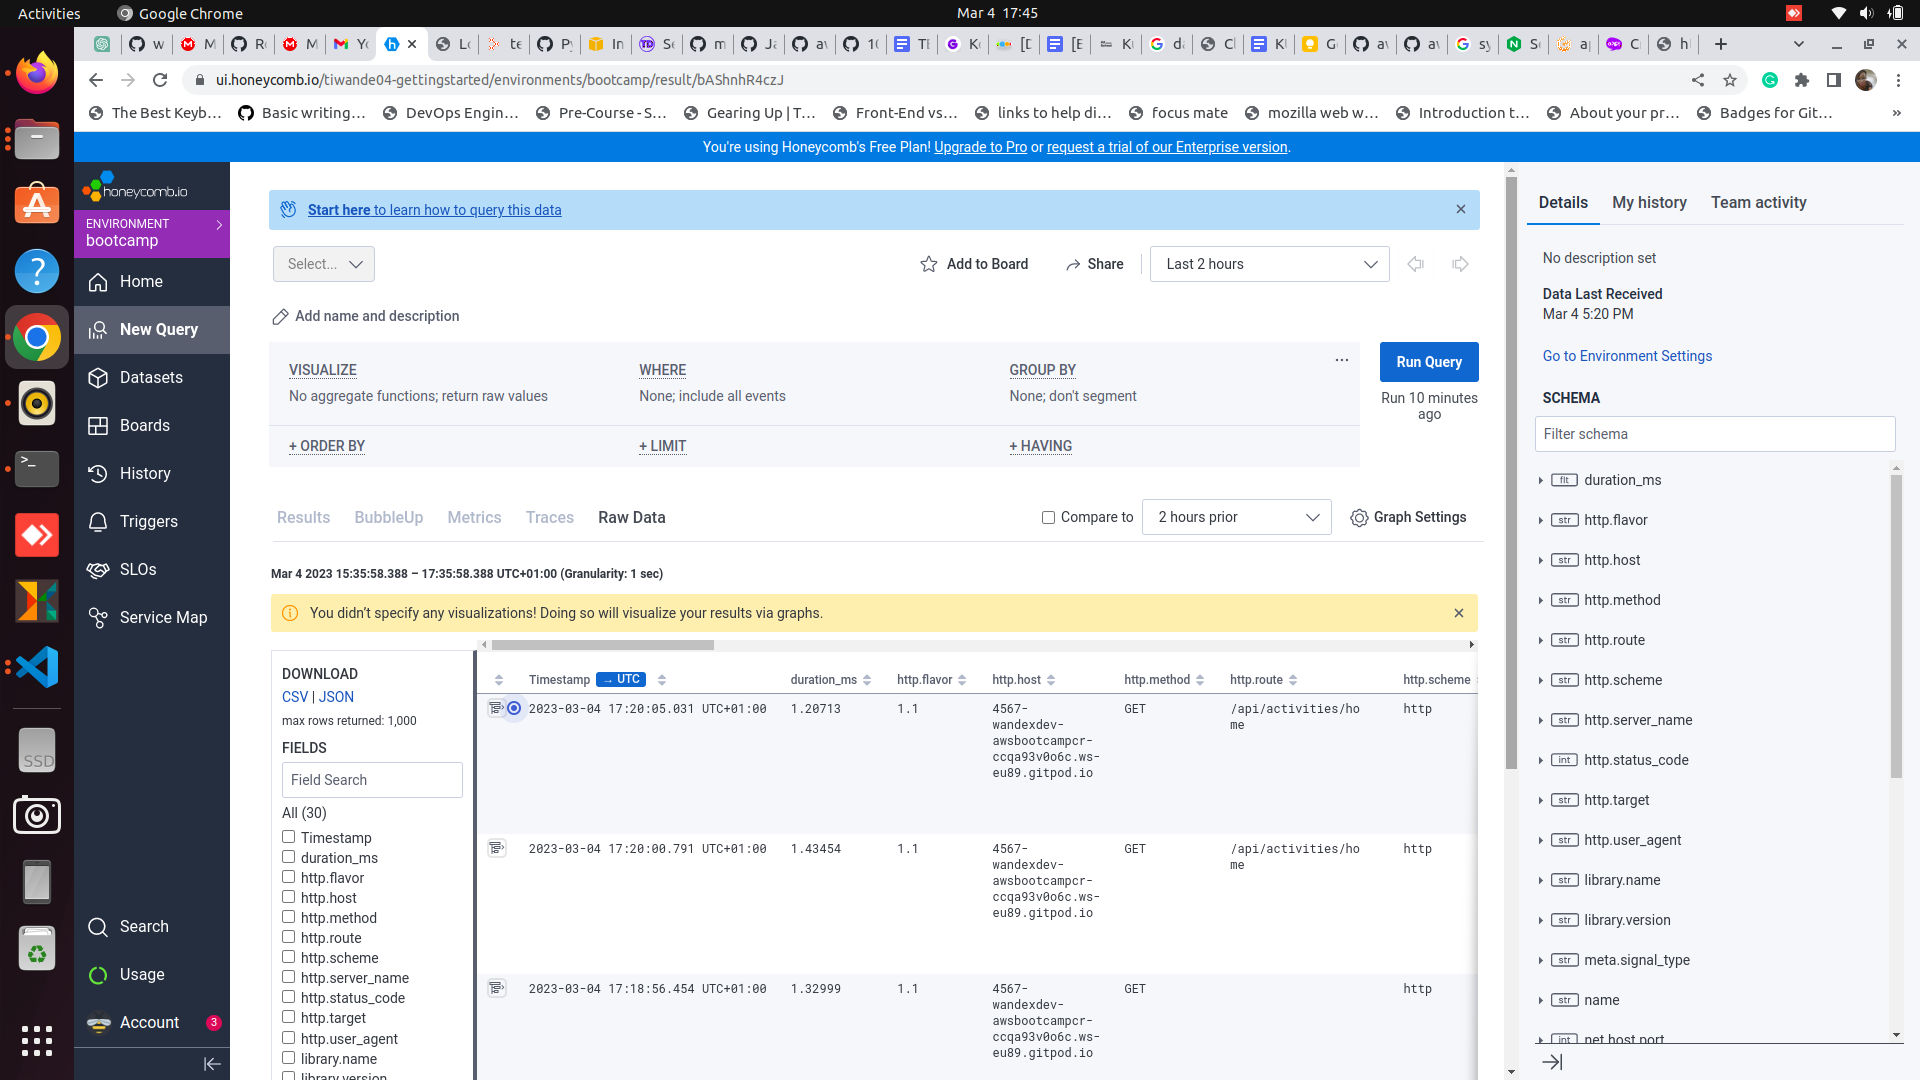 Activities
Google Chrome
Mar 4 17:45
ui.honeycomb.io/tiwande04-gettingstarted/environments/bootcamp/result/bAShnhR4czJ
The Best Keyb…
Basic writing…
DevOps Engin…
Pre-Course - S…
Gearing Up | T…
Front-End vs…
links to help di…
focus mate
mozilla web w…
Introduction t…
About your pr…
Badges for Git…
»
You're using Honeycomb's Free Plan! Upgrade to Pro or request a trial of our Enterprise version.
honeycomb.io
ENVIRONMENT
bootcamp
Home
New Query
Datasets
Boards
History
Triggers
SLOs
Service Map
Search
Usage
Account
3
Start here to learn how to query this data
Select...
Add to Board
Share
Last 2 hours
Add name and description
VISUALIZE
No aggregate functions; return raw values
WHERE
None; include all events
GROUP BY
None; don't segment
+ ORDER BY
+ LIMIT
+ HAVING
Run Query
Run 10 minutes
ago
Results
BubbleUp
Metrics
Traces
Raw Data
Compare to
2 hours prior
Graph Settings
Mar 4 2023 15:35:58.388 – 17:35:58.388 UTC+01:00 (Granularity: 1 sec)
You didn't specify any visualizations! Doing so will visualize your results via graphs.
DOWNLOAD
CSV | JSON
max rows returned: 1,000
FIELDS
Field Search
All (30)
Timestamp
duration_ms
http.flavor
http.host
http.method
http.route
http.scheme
http.server_name
http.status_code
http.target
http.user_agent
library.name
library.version
Timestamp → UTC duration_ms http.flavor http.host http.method http.route http.scheme
2023-03-04 17:20:05.031 UTC+01:00 1.20713 1.1 4567- GET /api/activities/ho http
wandexdev- me
awsbootcampcr-
ccqa93v0o6c.ws-
eu89.gitpod.io
2023-03-04 17:20:00.791 UTC+01:00 1.43454 1.1 4567- GET /api/activities/ho http
wandexdev- me
awsbootcampcr-
ccqa93v0o6c.ws-
eu89.gitpod.io
2023-03-04 17:18:56.454 UTC+01:00 1.32999 1.1 4567- GET http
wandexdev-
awsbootcampcr-
ccqa93v0o6c.ws-
eu89.gitpod.io
Details
My history
Team activity
No description set
Data Last Received
Mar 4 5:20 PM
Go to Environment Settings
SCHEMA
Filter schema
flt duration_ms
str http.flavor
str http.host
str http.method
str http.route
str http.scheme
str http.server_name
int http.status_code
str http.target
str http.user_agent
str library.name
str library.version
str meta.signal_type
str name
int net.host.port
SSD